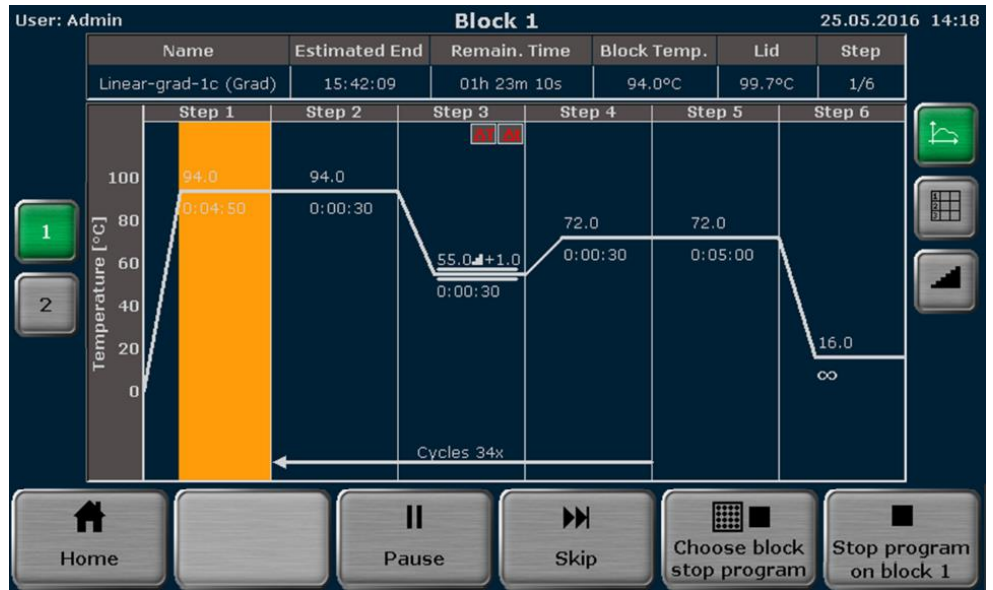 User: Admin Block 1 25.05.2016 14:18
Name Estimated End Remain. Time Block Temp. Lid Step
Linear-grad-1c (Grad) 15:42:09 01h 23m 10s 94.0°C 99.7°C 1/6
Step 1 Step 2 Step 3 Step 4 Step 5 Step 6
ΔT Δt
Temperature [°C]
100
80
60
40
20
0
94.0
0:04:50
94.0
0:00:30
55.0 +1.0
0:00:30
72.0
0:00:30
72.0
0:05:00
16.0
∞
Cycles 34x
1
2
1
2
3
Home
Pause
Skip
Choose block
stop program
Stop program
on block 1